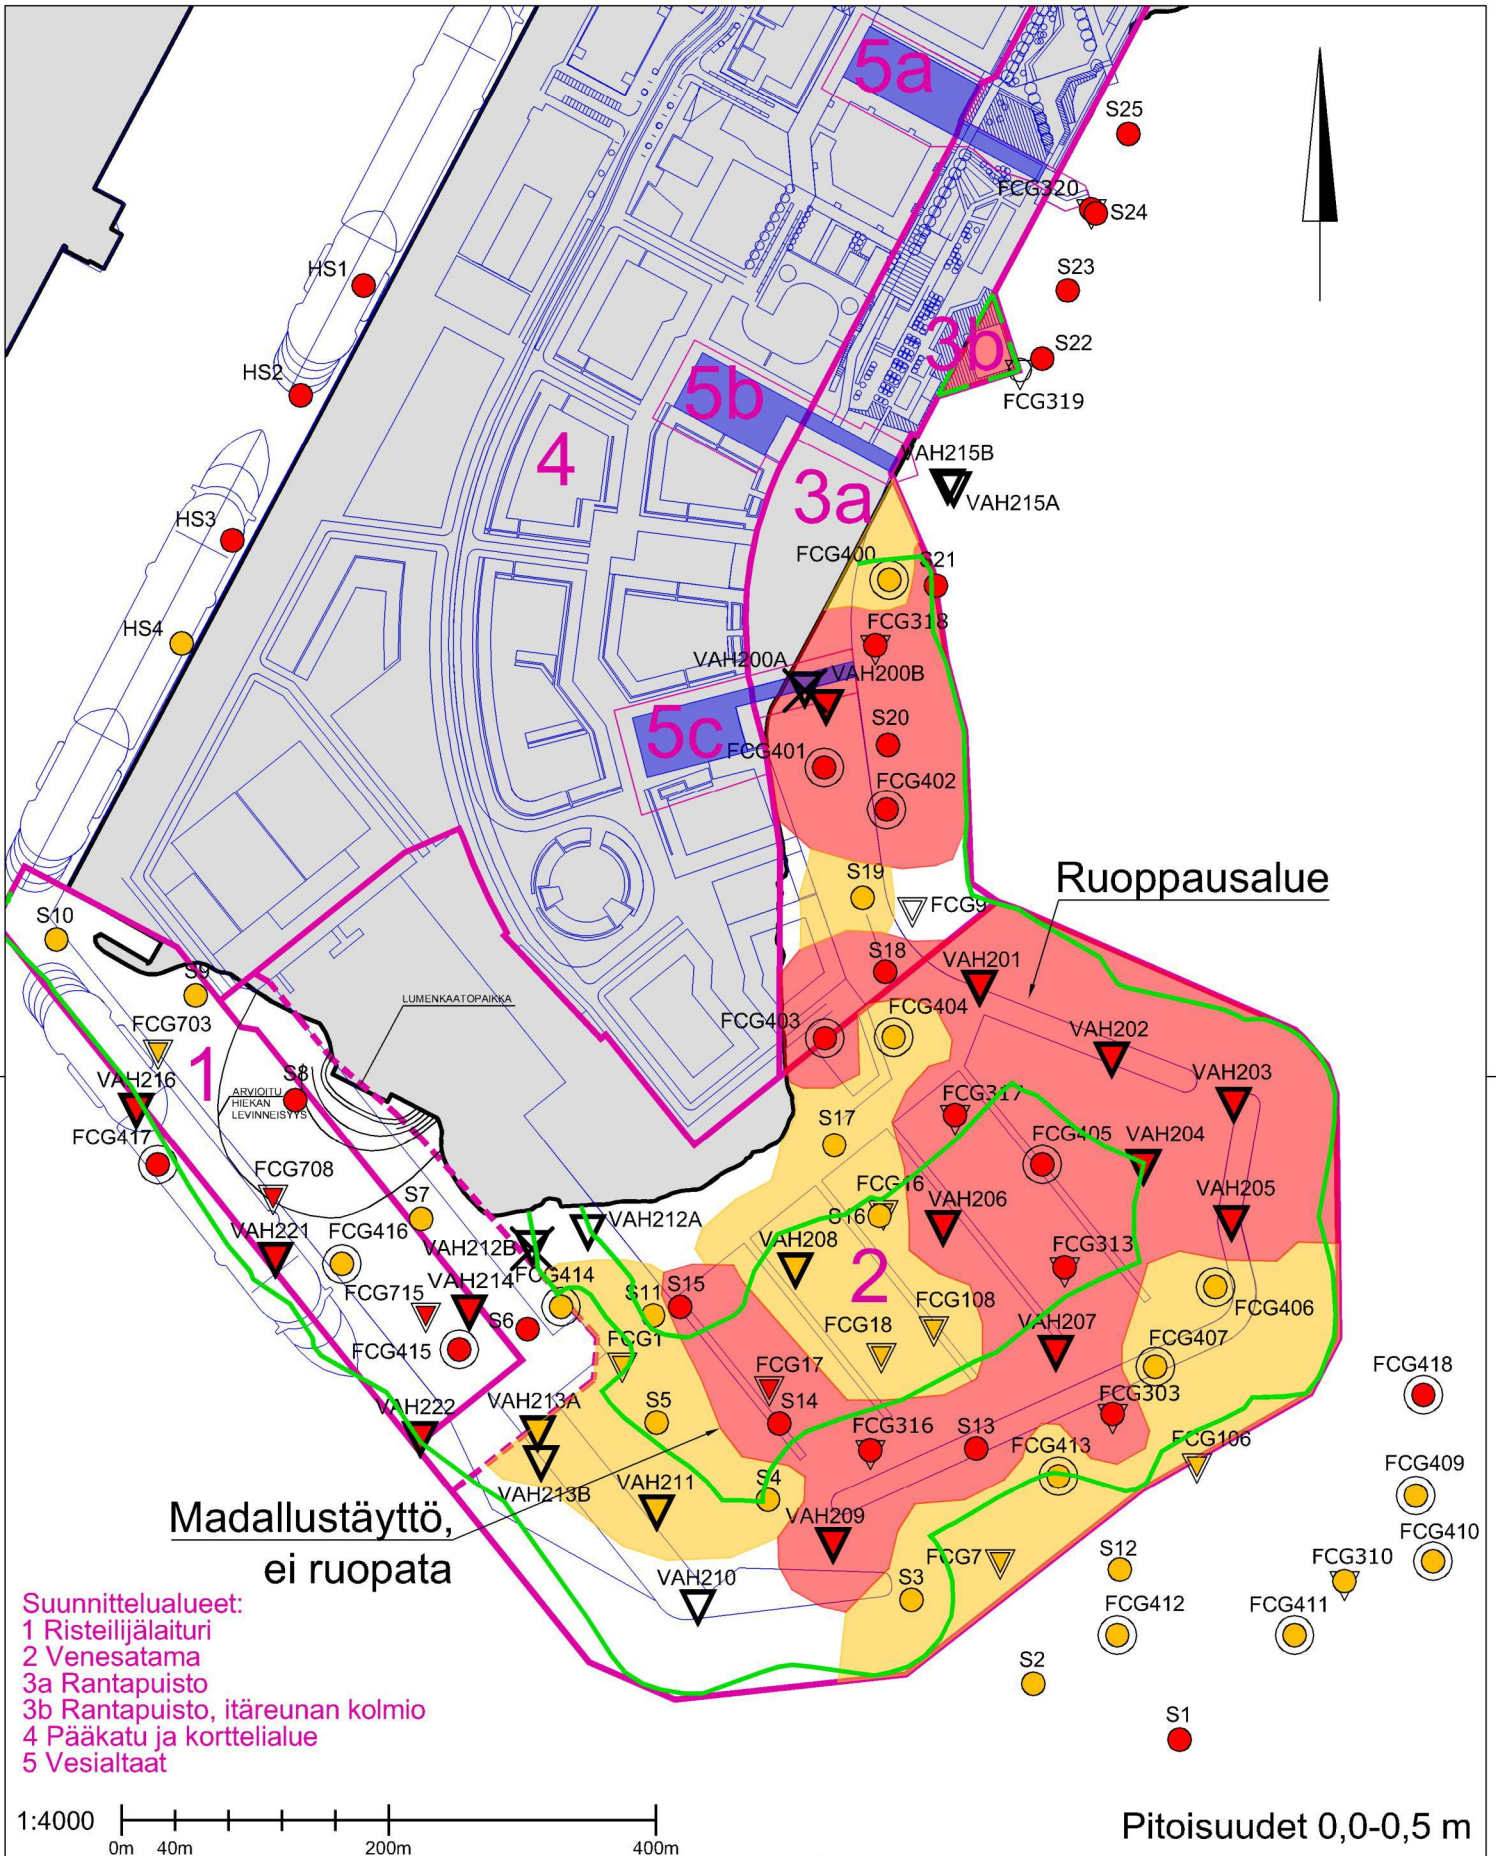 5a
S25
FCG320
S24
HS1
S23
3b
S22
HS2
5b
FCG319
4
VAH215B
3a
VAH215A
HS3
FCG400
S21
HS4
FCG318
VAH200A
VAH200B
5c
S20
FCG401
FCG402
S19
Ruoppausalue
S10
FCG9
S18
VAH201
S9
LUMENKAATOPAIKKA
FCG703
FCG403
FCG404
VAH202
1
VAH216
S8
VAH203
ARVIOITU
HIEKAN
LEVINNEISYYS
FCG317
FCG417
S17
FCG405
VAH204
FCG708
S7
FCG16
VAH205
S16
VAH206
VAH221
FCG416
VAH212B
VAH212A
VAH208
2
FCG313
FCG715
VAH214
FCG414
S11
S15
FCG406
S6
FCG1
FCG18
FCG108
VAH207
FCG407
FCG415
FCG17
FCG418
VAH222
VAH213A
S5
S14
FCG316
S13
FCG303
FCG413
FCG106
VAH213B
VAH211
S4
FCG409
Madallustäyttö,
ei ruopata
VAH209
FCG410
FCG7
S12
FCG310
VAH210
S3
FCG412
FCG411
S2
S1
Suunnittelualueet:
1 Risteilijälaituri
2 Venesatama
3a Rantapuisto
3b Rantapuisto, itäreunan kolmio
4 Pääkatu ja korttelialue
5 Vesialtaat
1:4000
0m 40m 200m 400m
Pitoisuudet 0,0-0,5 m